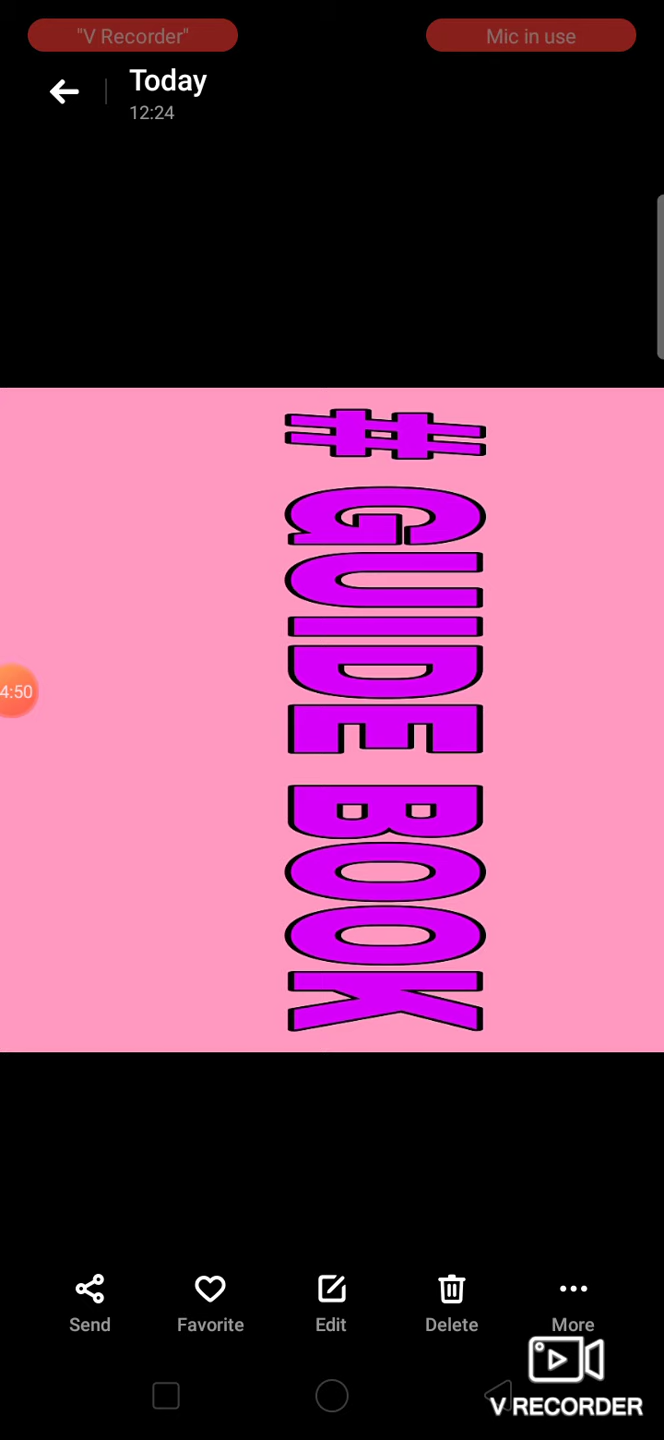 "V Recorder"
Mic in use
Today
12:24
# GUIDE BOOK
4:50
Send
Favorite
Edit
Delete
More
V RECORDER